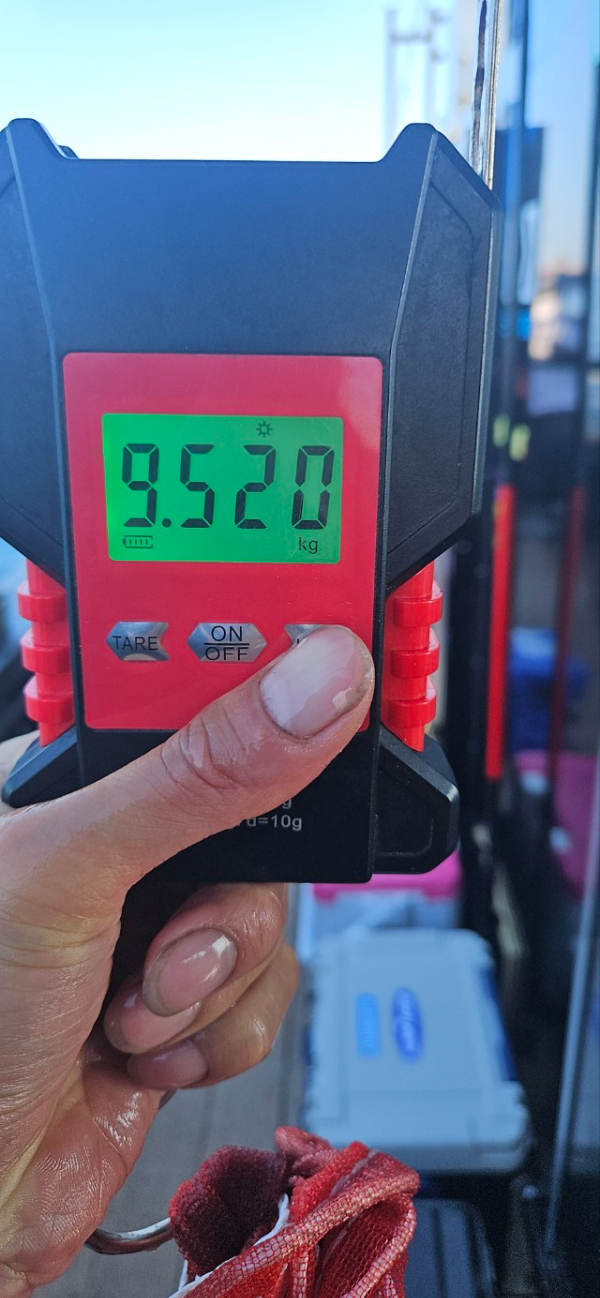 9.520
kg
TARE
ON
OFF
d=10g